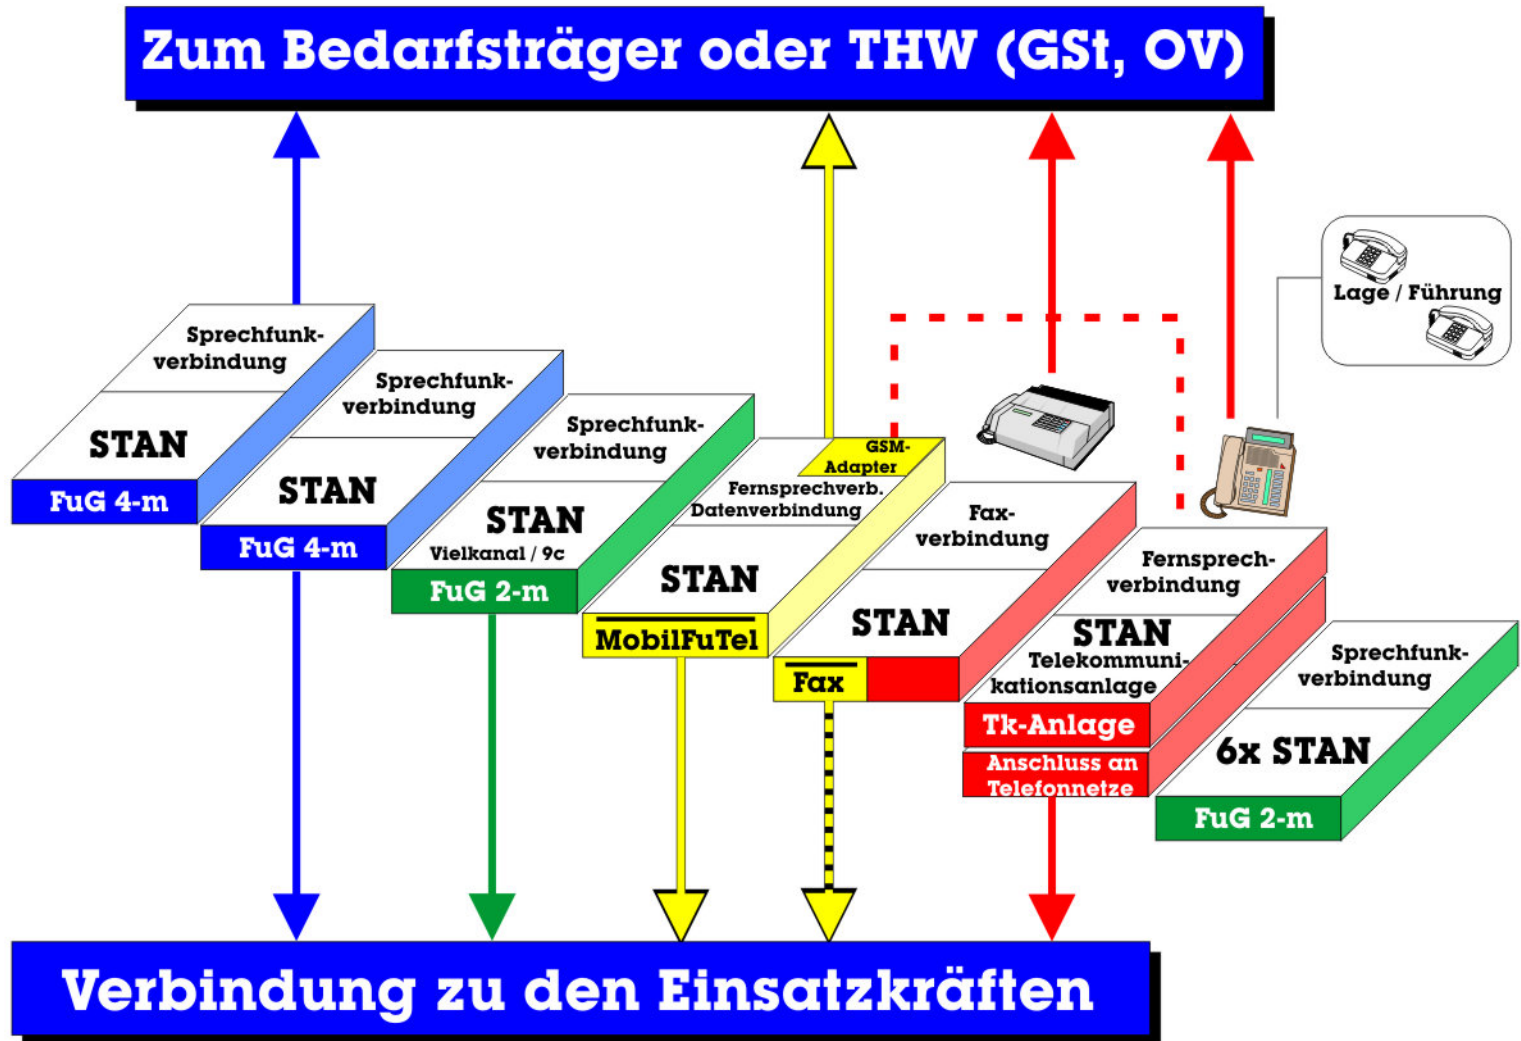 Zum Bedarfsträger oder THW (GSt, OV)
Lage / Führung
Sprechfunk-
verbindung
STAN
FuG 4-m
Sprechfunk-
verbindung
STAN
FuG 4-m
Sprechfunk-
verbindung
STAN
Vielkanal / 9c
FuG 2-m
GSM-
Adapter
Fernsprechverb.
Datenverbindung
STAN
MobilFuTel
Fax-
verbindung
STAN
Fax
Fernsprech-
verbindung
STAN
Telekommuni-
kationsanlage
Tk-Anlage
Anschluss an
Telefonnetze
Sprechfunk-
verbindung
6x STAN
FuG 2-m
Verbindung zu den Einsatzkräften